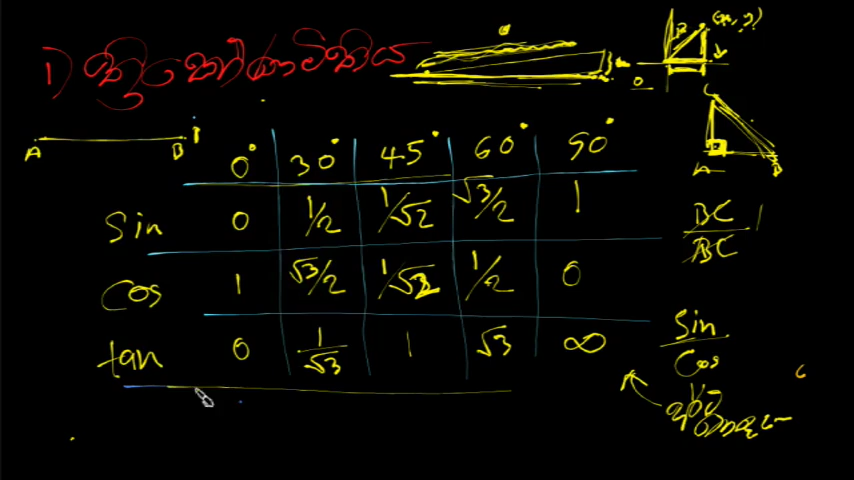 1) ත්‍රිකෝණමිතිය
(x, y)
R
θ
C
A B
A B
0° 30° 45° 60° 90°
Sin 0 1/2 1/√2 √3/2 1
Cos 1 √3/2 1/√2 1/2 0
tan 0 1/√3 1 √3 ∞
BC/BC 1
Sin/Cos